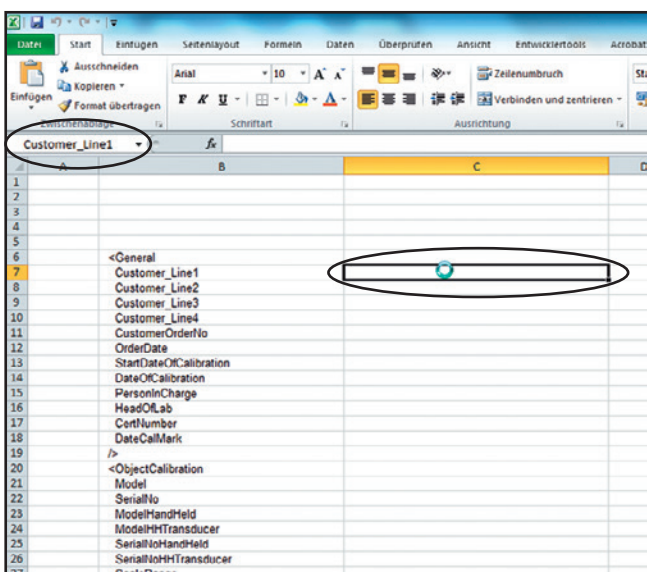 Datei Start Einfügen Seitenlayout Formeln Daten Überprüfen Ansicht Entwicklertools Acrobat
Einfügen
Ausschneiden
Kopieren
Format übertragen
Zwischenablage
Arial 10 A A
F K U A
Schriftart
Zeilenumbruch
Verbinden und zentrieren
Ausrichtung
Sta
Customer_Line1 fx
A B C D
1
2
3
4
5
6 <General
7 Customer_Line1
8 Customer_Line2
9 Customer_Line3
10 Customer_Line4
11 CustomerOrderNo
12 OrderDate
13 StartDateOfCalibration
14 DateOfCalibration
15 PersonInCharge
16 HeadOfLab
17 CertNumber
18 DateCalMark
19 />
20 <ObjectCalibration
21 Model
22 SerialNo
23 ModelHandHeld
24 ModelHHTransducer
25 SerialNoHandHeld
26 SerialNoHHTransducer